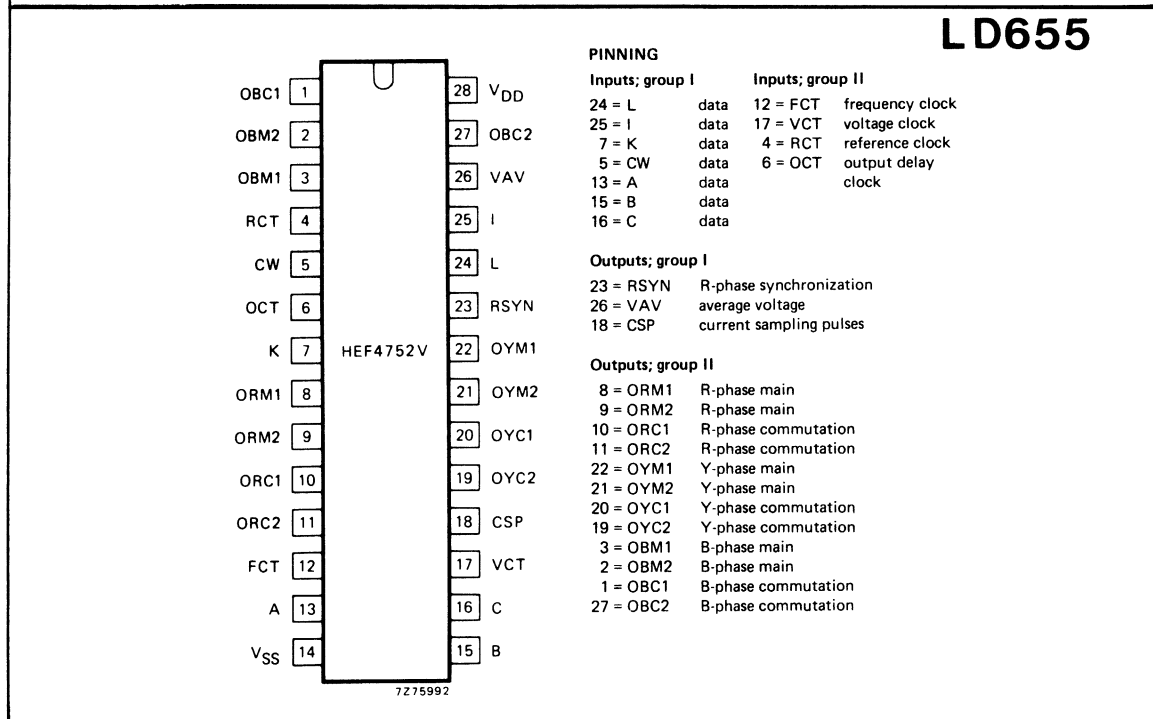 LD655
OBC1 1
OBM2 2
OBM1 3
RCT 4
CW 5
OCT 6
K 7
ORM1 8
ORM2 9
ORC1 10
ORC2 11
FCT 12
A 13
VSS 14
HEF4752V
28 VDD
27 OBC2
26 VAV
25 I
24 L
23 RSYN
22 OYM1
21 OYM2
20 OYC1
19 OYC2
18 CSP
17 VCT
16 C
15 B
7Z75992
PINNING
Inputs; group I
24 = L data
25 = I data
7 = K data
5 = CW data
13 = A data
15 = B data
16 = C data
Inputs; group II
12 = FCT frequency clock
17 = VCT voltage clock
4 = RCT reference clock
6 = OCT output delay
clock
Outputs; group I
23 = RSYN R-phase synchronization
26 = VAV average voltage
18 = CSP current sampling pulses
Outputs; group II
8 = ORM1 R-phase main
9 = ORM2 R-phase main
10 = ORC1 R-phase commutation
11 = ORC2 R-phase commutation
22 = OYM1 Y-phase main
21 = OYM2 Y-phase main
20 = OYC1 Y-phase commutation
19 = OYC2 Y-phase commutation
3 = OBM1 B-phase main
2 = OBM2 B-phase main
1 = OBC1 B-phase commutation
27 = OBC2 B-phase commutation